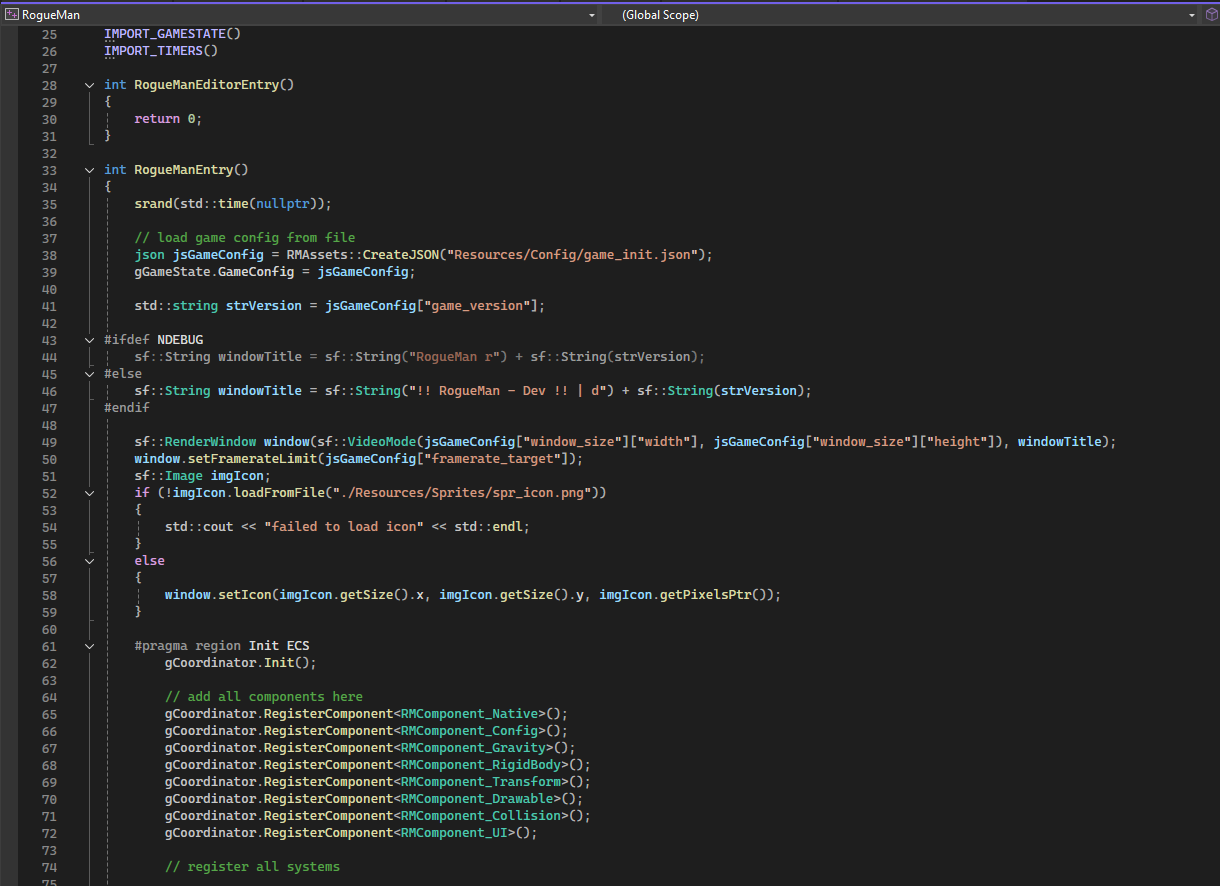 RogueMan (Global Scope)
25 IMPORT_GAMESTATE()
26 IMPORT_TIMERS()
27
28 int RogueManEditorEntry()
29 {
30 return 0;
31 }
32
33 int RogueManEntry()
34 {
35 srand(std::time(nullptr));
36
37 // load game config from file
38 json jsGameConfig = RMAssets::CreateJSON("Resources/Config/game_init.json");
39 gGameState.GameConfig = jsGameConfig;
40
41 std::string strVersion = jsGameConfig["game_version"];
42
43 #ifdef NDEBUG
44 sf::String windowTitle = sf::String("RogueMan r") + sf::String(strVersion);
45 #else
46 sf::String windowTitle = sf::String("!! RogueMan - Dev !! | d") + sf::String(strVersion);
47 #endif
48
49 sf::RenderWindow window(sf::VideoMode(jsGameConfig["window_size"]["width"], jsGameConfig["window_size"]["height"]), windowTitle);
50 window.setFramerateLimit(jsGameConfig["framerate_target"]);
51 sf::Image imgIcon;
52 if (!imgIcon.loadFromFile("./Resources/Sprites/spr_icon.png"))
53 {
54 std::cout << "failed to load icon" << std::endl;
55 }
56 else
57 {
58 window.setIcon(imgIcon.getSize().x, imgIcon.getSize().y, imgIcon.getPixelsPtr());
59 }
60
61 #pragma region Init ECS
62 gCoordinator.Init();
63
64 // add all components here
65 gCoordinator.RegisterComponent<RMComponent_Native>();
66 gCoordinator.RegisterComponent<RMComponent_Config>();
67 gCoordinator.RegisterComponent<RMComponent_Gravity>();
68 gCoordinator.RegisterComponent<RMComponent_RigidBody>();
69 gCoordinator.RegisterComponent<RMComponent_Transform>();
70 gCoordinator.RegisterComponent<RMComponent_Drawable>();
71 gCoordinator.RegisterComponent<RMComponent_Collision>();
72 gCoordinator.RegisterComponent<RMComponent_UI>();
73
74 // register all systems
75